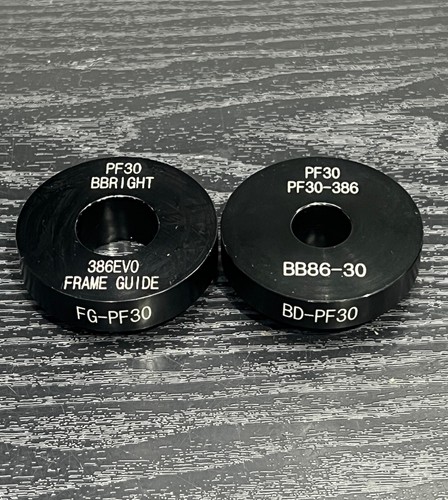 PF30
BBRIGHT
386EVO
FRAME GUIDE
FG-PF30
PF30
PF30-386
BB86-30
BD-PF30